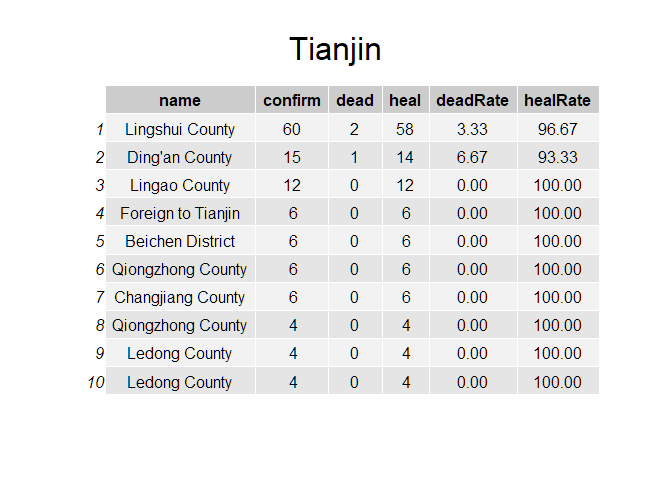 Tianjin
name confirm dead heal deadRate healRate
1 Lingshui County 60 2 58 3.33 96.67
2 Ding'an County 15 1 14 6.67 93.33
3 Lingao County 12 0 12 0.00 100.00
4 Foreign to Tianjin 6 0 6 0.00 100.00
5 Beichen District 6 0 6 0.00 100.00
6 Qiongzhong County 6 0 6 0.00 100.00
7 Changjiang County 6 0 6 0.00 100.00
8 Qiongzhong County 4 0 4 0.00 100.00
9 Ledong County 4 0 4 0.00 100.00
10 Ledong County 4 0 4 0.00 100.00